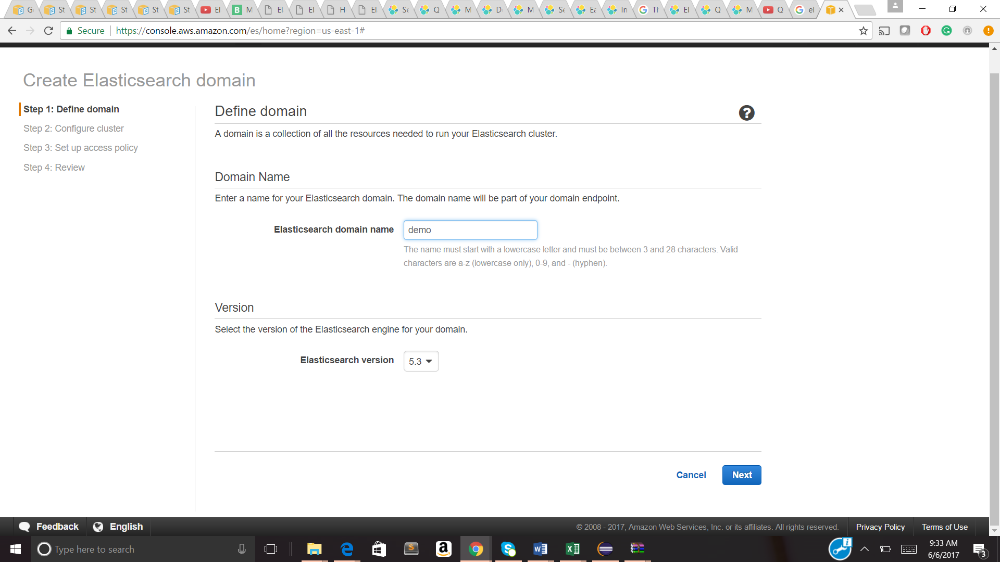 G
St
St
St
St
St
El
B
M
El
El
H
El
Se
Q
M
D
M
Se
Ea
In
Th
El
Q
M
Q
el
Secure
https://console.aws.amazon.com/es/home?region=us-east-1#
Create Elasticsearch domain
Step 1: Define domain
Step 2: Configure cluster
Step 3: Set up access policy
Step 4: Review
Define domain
A domain is a collection of all the resources needed to run your Elasticsearch cluster.
Domain Name
Enter a name for your Elasticsearch domain. The domain name will be part of your domain endpoint.
Elasticsearch domain name
demo
The name must start with a lowercase letter and must be between 3 and 28 characters. Valid
characters are a-z (lowercase only), 0-9, and - (hyphen).
Version
Select the version of the Elasticsearch engine for your domain.
Elasticsearch version
5.3
Cancel
Next
Feedback
English
© 2008 - 2017, Amazon Web Services, Inc. or its affiliates. All rights reserved.
Privacy Policy
Terms of Use
Type here to search
9:33 AM
6/6/2017
3